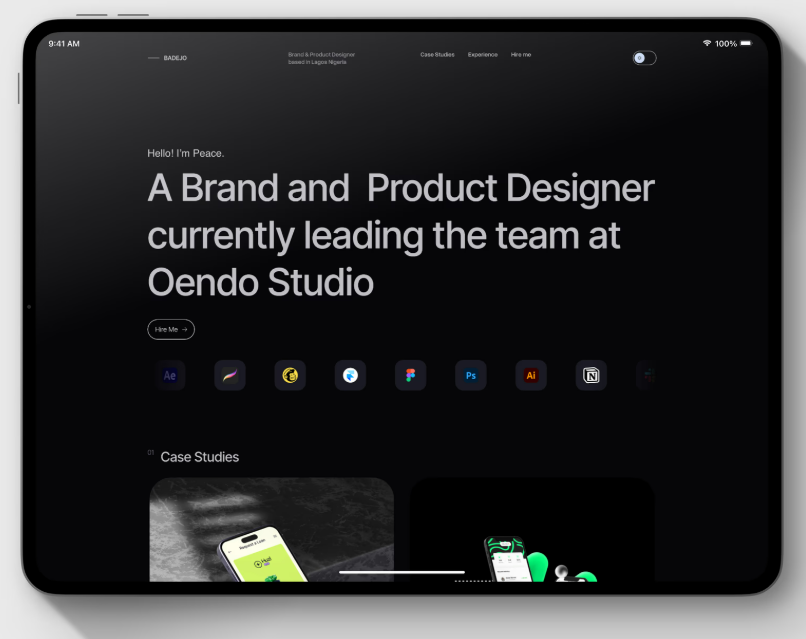 9:41 AM
100%
BADEJO
Brand & Product Designer
based in Lagos Nigeria
Case Studies
Experience
Hire me
Hello! I'm Peace.
A Brand and Product Designer
currently leading the team at
Oendo Studio
Hire Me →
Ae
Ps
Ai
N
01
Case Studies
Request a Loan